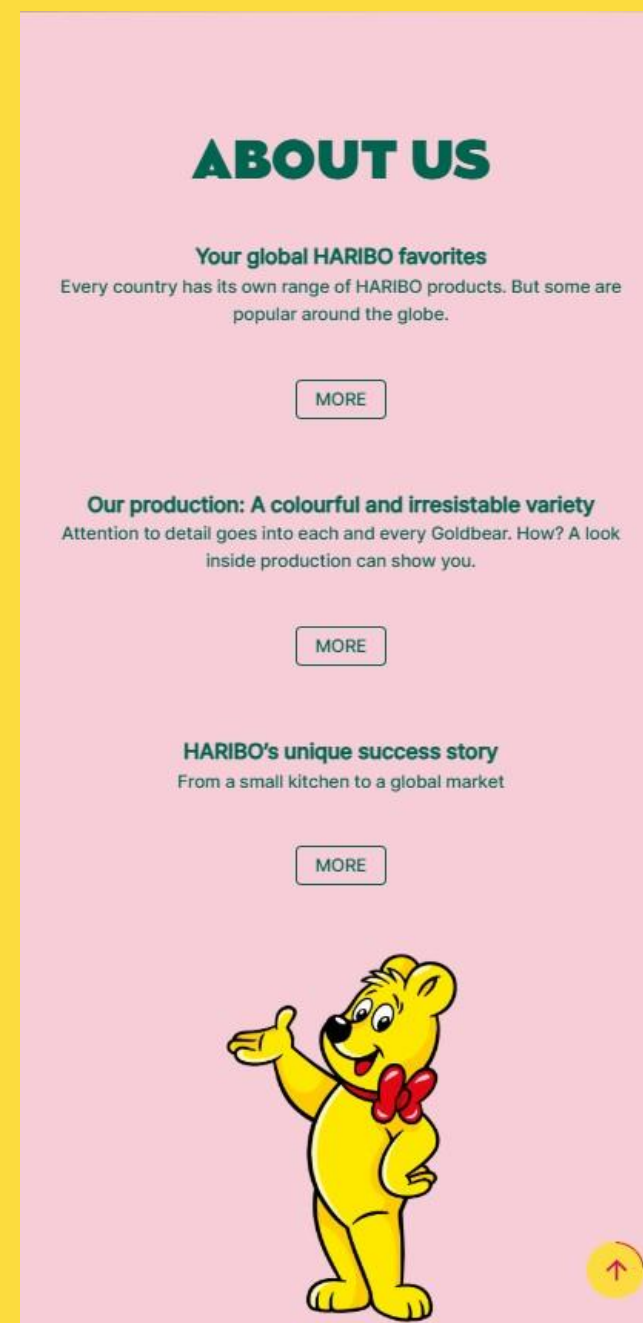 ABOUT US
Your global HARIBO favorites
Every country has its own range of HARIBO products. But some are
popular around the globe.
MORE
Our production: A colourful and irresistable variety
Attention to detail goes into each and every Goldbear. How? A look
inside production can show you.
MORE
HARIBO’s unique success story
From a small kitchen to a global market
MORE